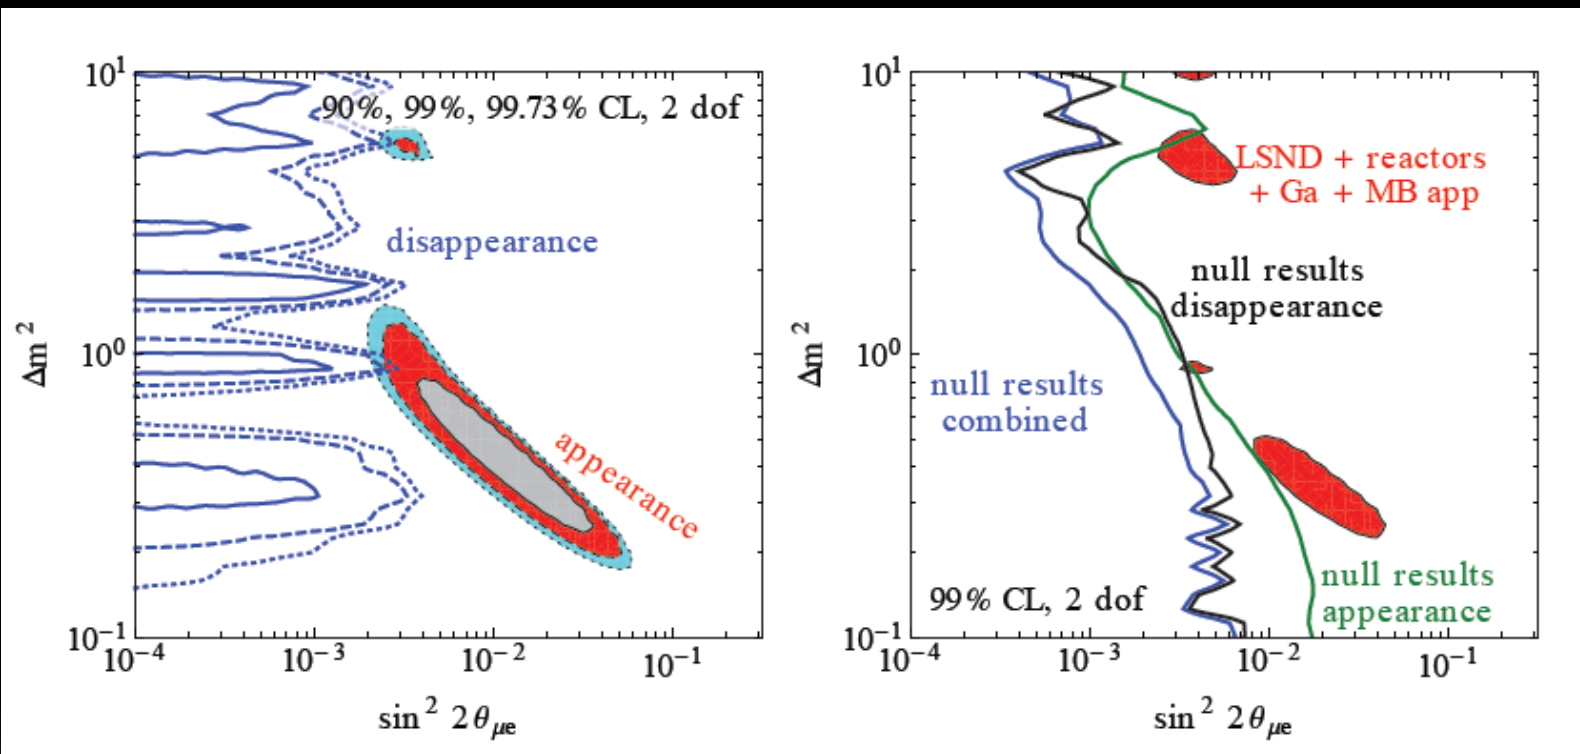 10¹
90%, 99%, 99.73% CL, 2 dof
disappearance
Δm²
10⁰
appearance
10⁻¹
10⁻⁴
10⁻³
10⁻²
10⁻¹
sin² 2θμe
10¹
LSND + reactors
+ Ga + MB app
null results
disappearance
Δm²
10⁰
null results
combined
null results
appearance
99% CL, 2 dof
10⁻¹
10⁻⁴
10⁻³
10⁻²
10⁻¹
sin² 2θμe